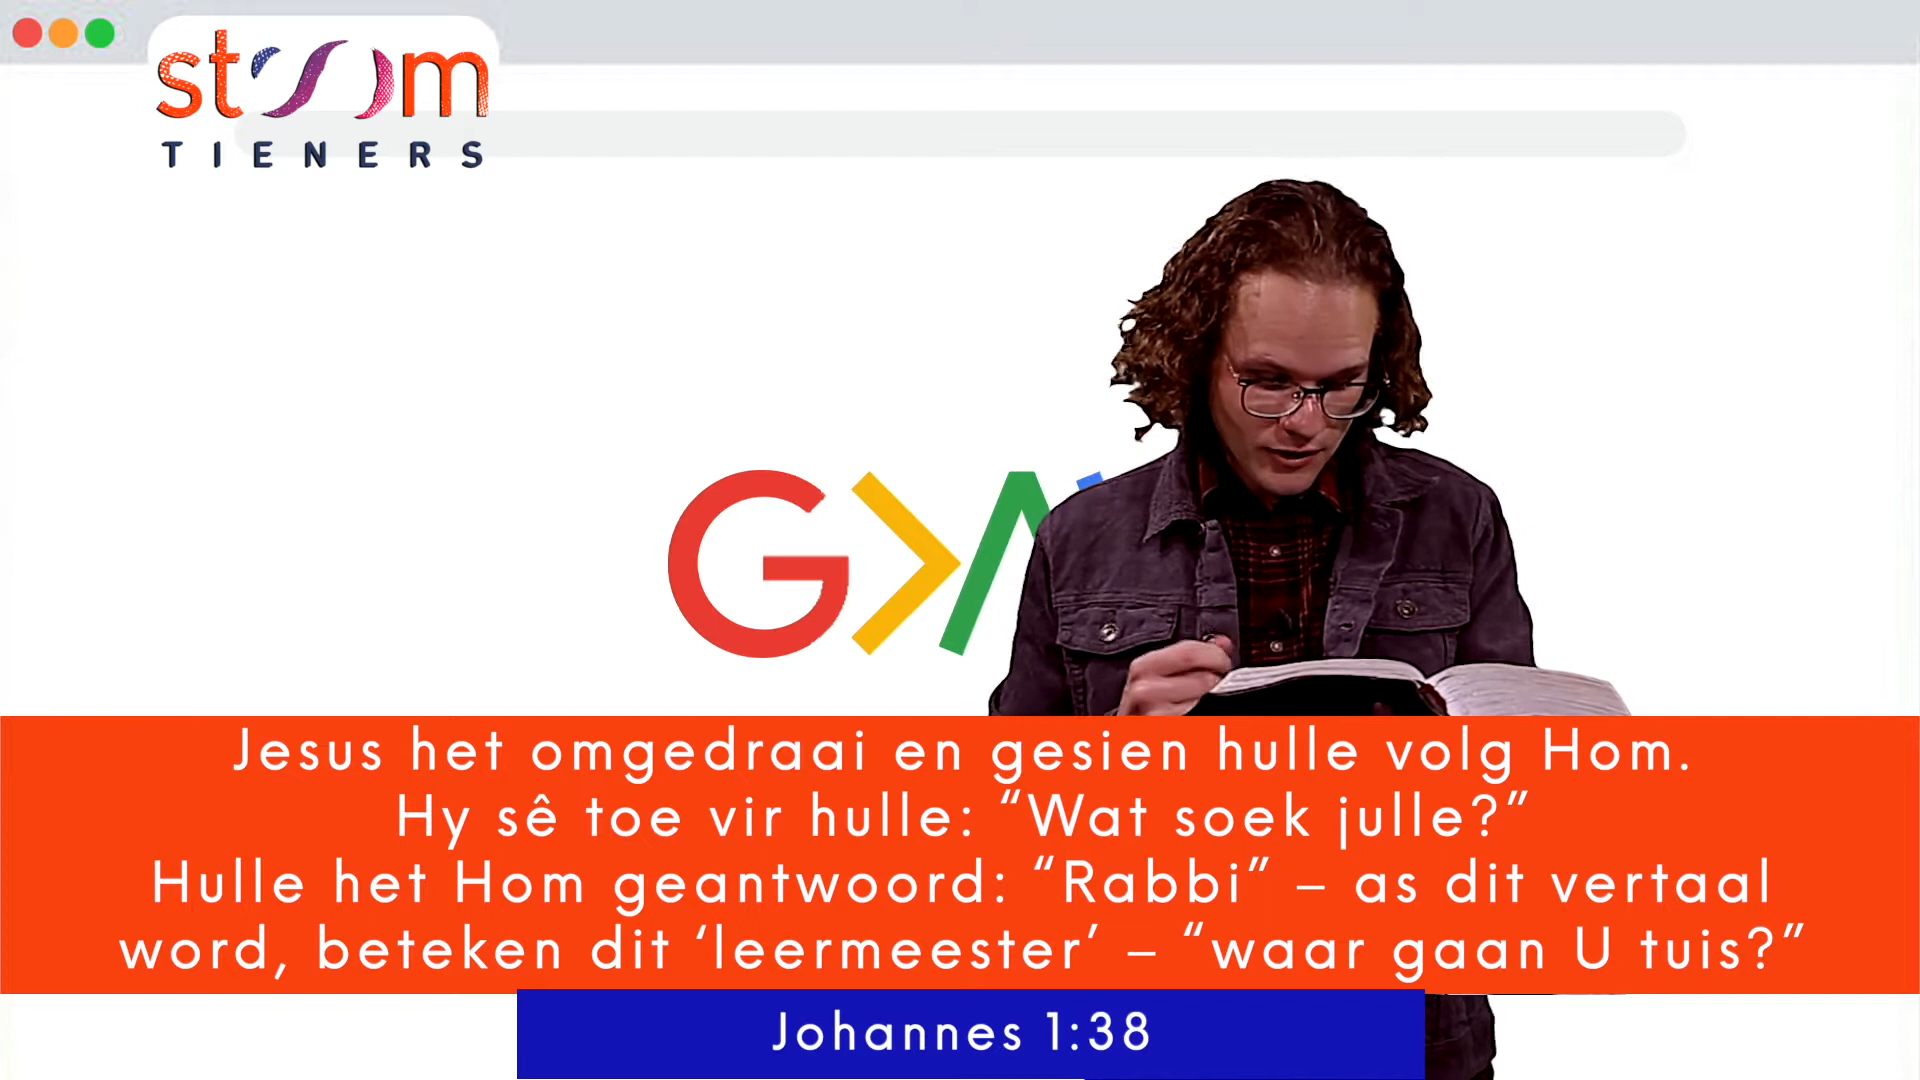 stoom
TIENERS
G>Λ
Jesus het omgedraai en gesien hulle volg Hom.
Hy sê toe vir hulle: “Wat soek julle?”
Hulle het Hom geantwoord: “Rabbi” – as dit vertaal
word, beteken dit ‘leermeester’ – “waar gaan U tuis?”
Johannes 1:38